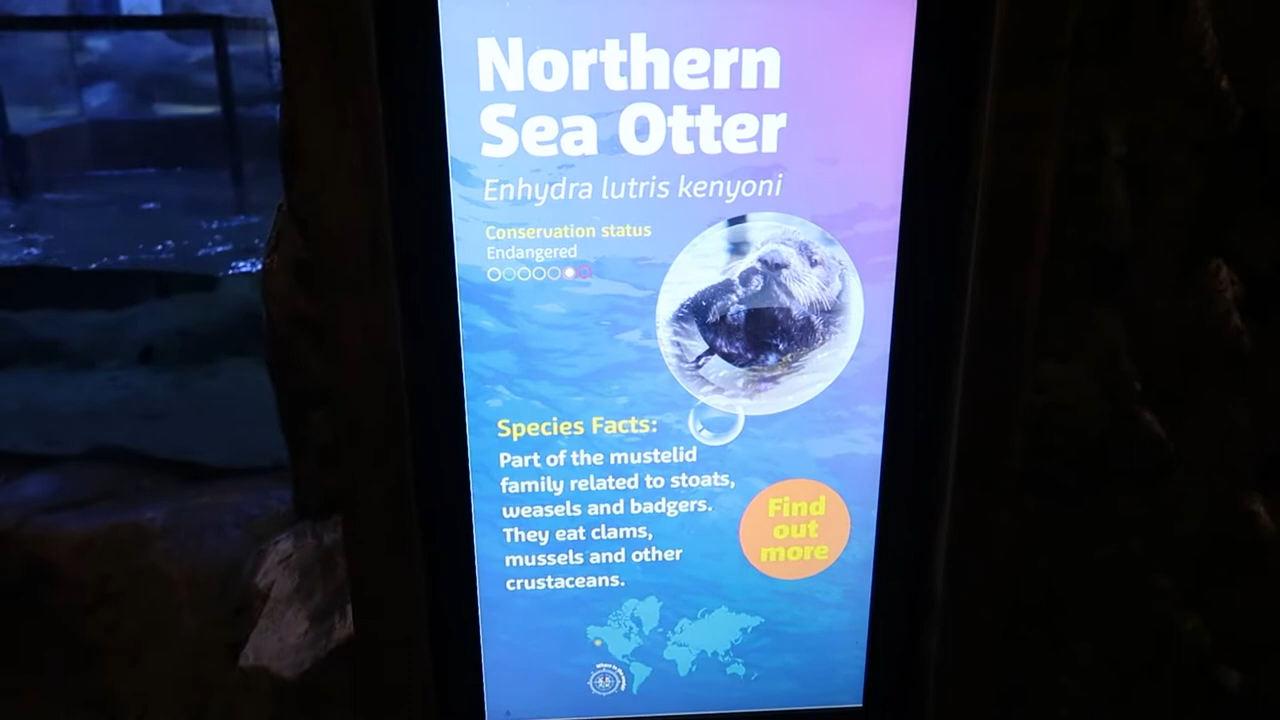 Northern
Sea Otter
Enhydra lutris kenyoni
Conservation status
Endangered
Species Facts:
Part of the mustelid
family related to stoats,
weasels and badgers.
They eat clams,
mussels and other
crustaceans.
Find
out
more